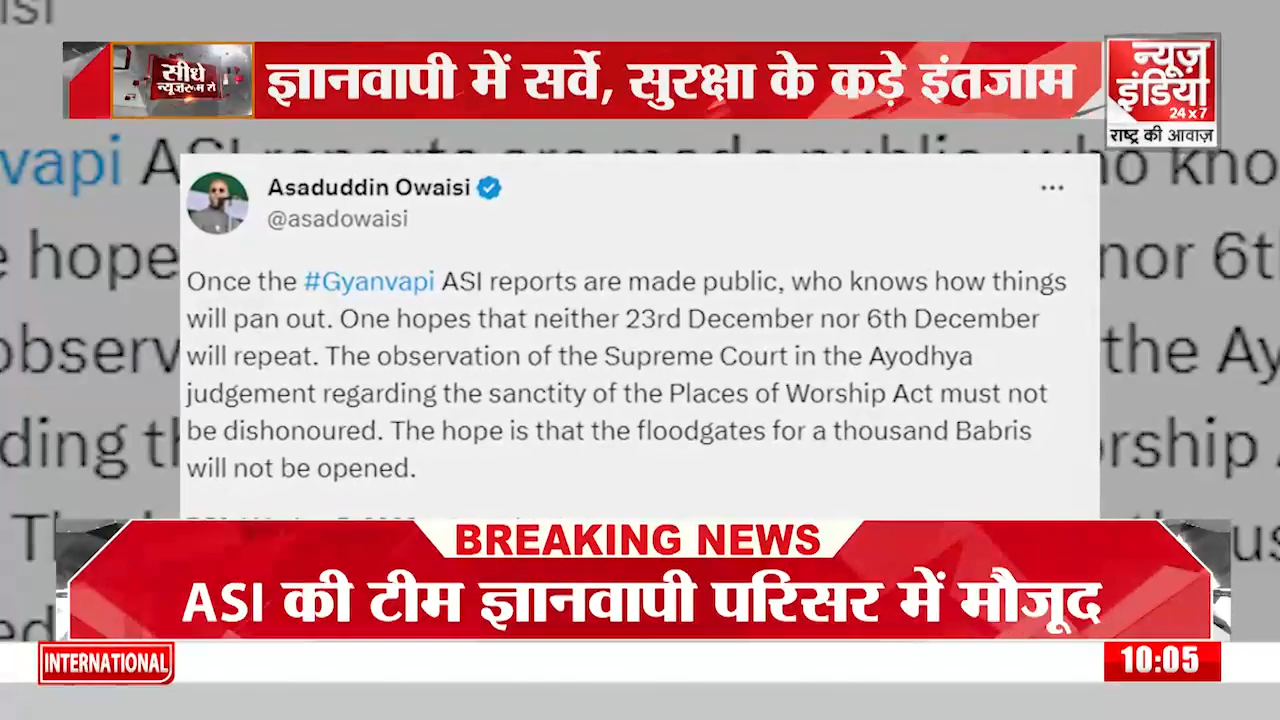 सीधे
न्यूज़रूम से
ज्ञानवापी में सर्वे, सुरक्षा के कड़े इंतजाम
न्यूज़
इंडिया
24x7
राष्ट्र की आवाज़
Asaduddin Owaisi
@asadowaisi
Once the #Gyanvapi ASI reports are made public, who knows how things
will pan out. One hopes that neither 23rd December nor 6th December
will repeat. The observation of the Supreme Court in the Ayodhya
judgement regarding the sanctity of the Places of Worship Act must not
be dishonoured. The hope is that the floodgates for a thousand Babris
will not be opened.
BREAKING NEWS
ASI की टीम ज्ञानवापी परिसर में मौजूद
INTERNATIONAL
10:05